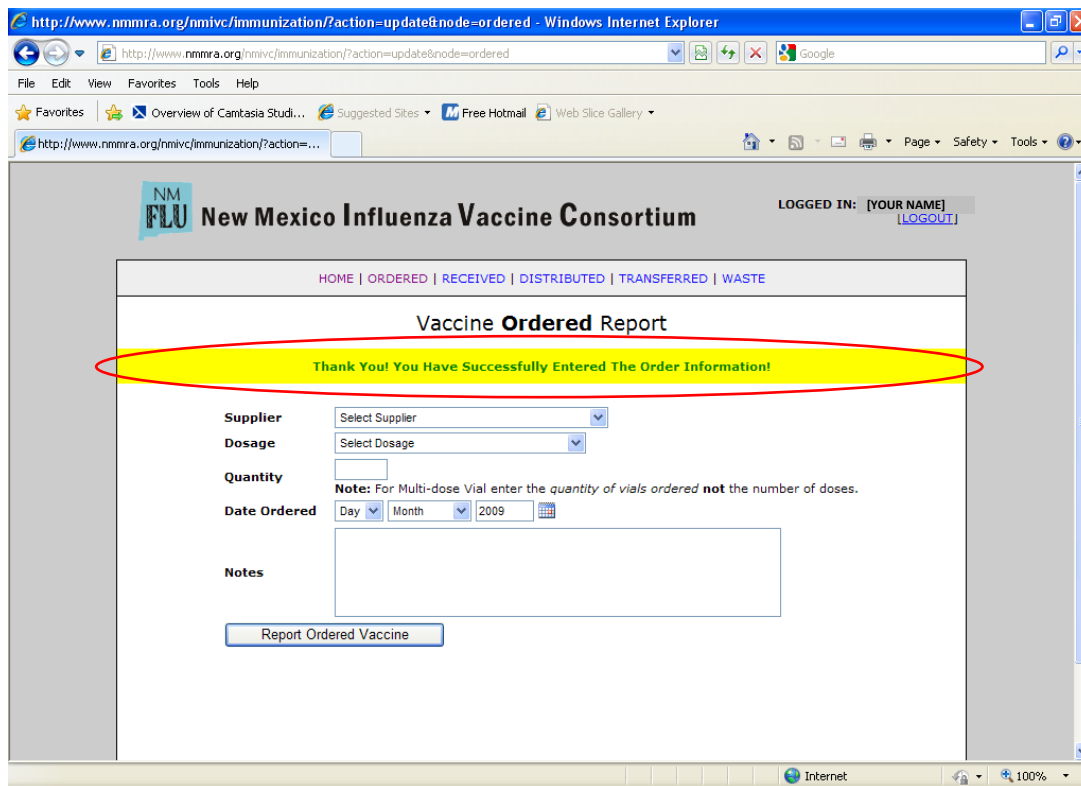 http://www.nmmra.org/nmivc/immunization/?action=update&node=ordered - Windows Internet Explorer
http://www.nmmra.org/nmivc/immunization/?action=update&node=ordered
Google
File Edit View Favorites Tools Help
Favorites Overview of Camtasia Studi... Suggested Sites Free Hotmail Web Slice Gallery
http://www.nmmra.org/nmivc/immunization/?action=...
Page Safety Tools
NM
FLU New Mexico Influenza Vaccine Consortium
LOGGED IN: [YOUR NAME]
[LOGOUT]
HOME | ORDERED | RECEIVED | DISTRIBUTED | TRANSFERRED | WASTE
Vaccine Ordered Report
Thank You! You Have Successfully Entered The Order Information!
Supplier Select Supplier
Dosage Select Dosage
Quantity
Note: For Multi-dose Vial enter the quantity of vials ordered not the number of doses.
Date Ordered Day Month 2009
Notes
Report Ordered Vaccine
Internet 100%